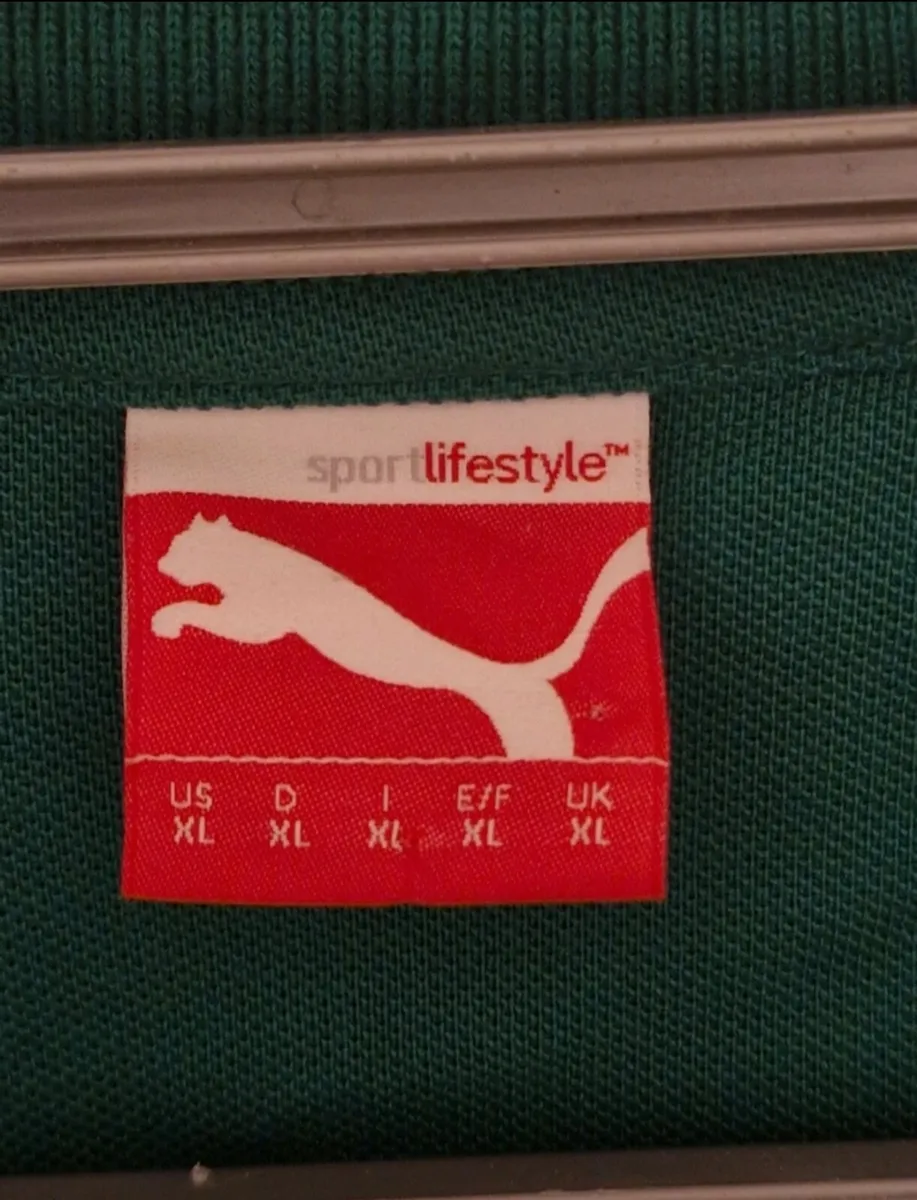 sportlifestyle™
US D I E/F UK
XL XL XL XL XL